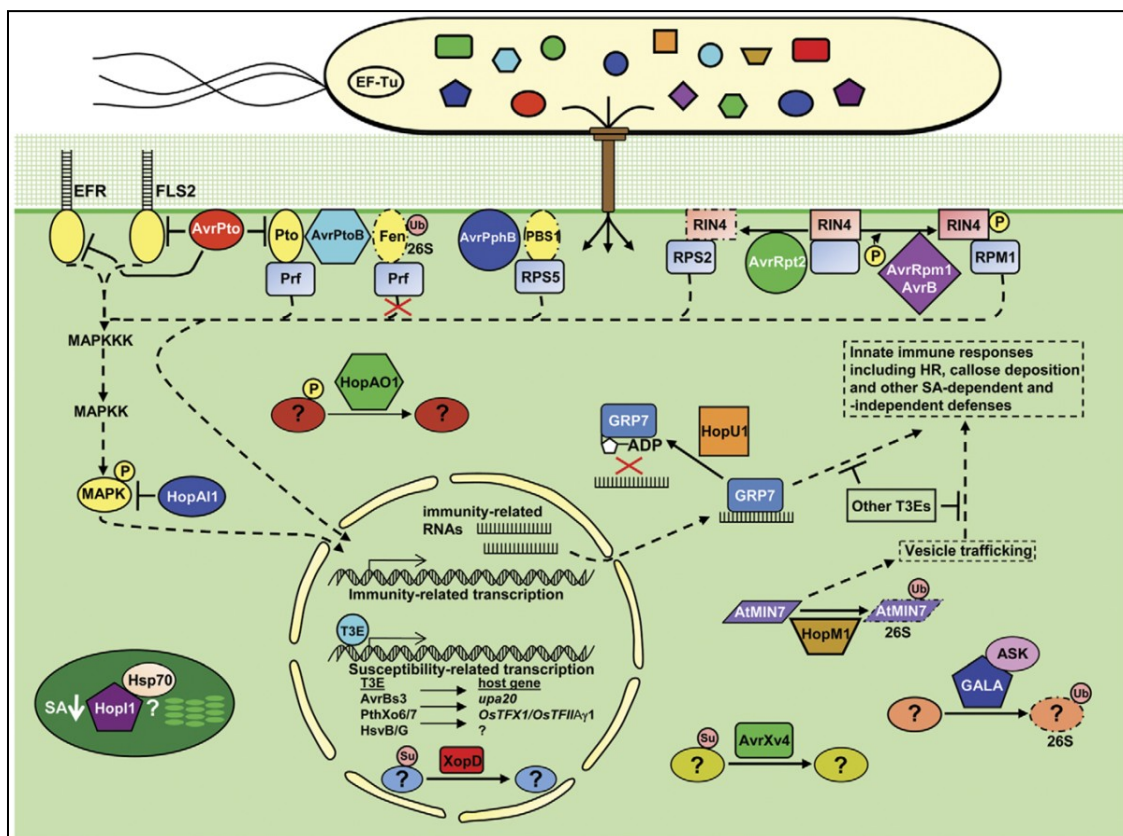 EF-Tu
EFR
FLS2
AvrPto
Pto
AvrPtoB
Fen
Ub
26S
Prf
Prf
AvrPphB
PBS1
RPS5
RIN4
RPS2
AvrRpt2
RIN4
P
AvrRpm1
AvrB
RIN4
P
RPM1
MAPKKK
MAPKK
P
MAPK
HopAI1
P
?
HopAO1
?
GRP7
ADP
HopU1
GRP7
Innate immune responses
including HR, callose deposition
and other SA-dependent and
-independent defenses
Other T3Es
Vesicle trafficking
immunity-related
RNAs
Immunity-related transcription
T3E
Susceptibility-related transcription
T3E host gene
AvrBs3 upa20
PthXo6/7 OsTFX1/OsTFIIAγ1
HsvB/G ?
Su
?
XopD
?
AtMIN7
HopM1
Ub
AtMIN7
26S
ASK
GALA
?
Ub
?
26S
Su
?
AvrXv4
?
Hsp70
SA
HopI1
?